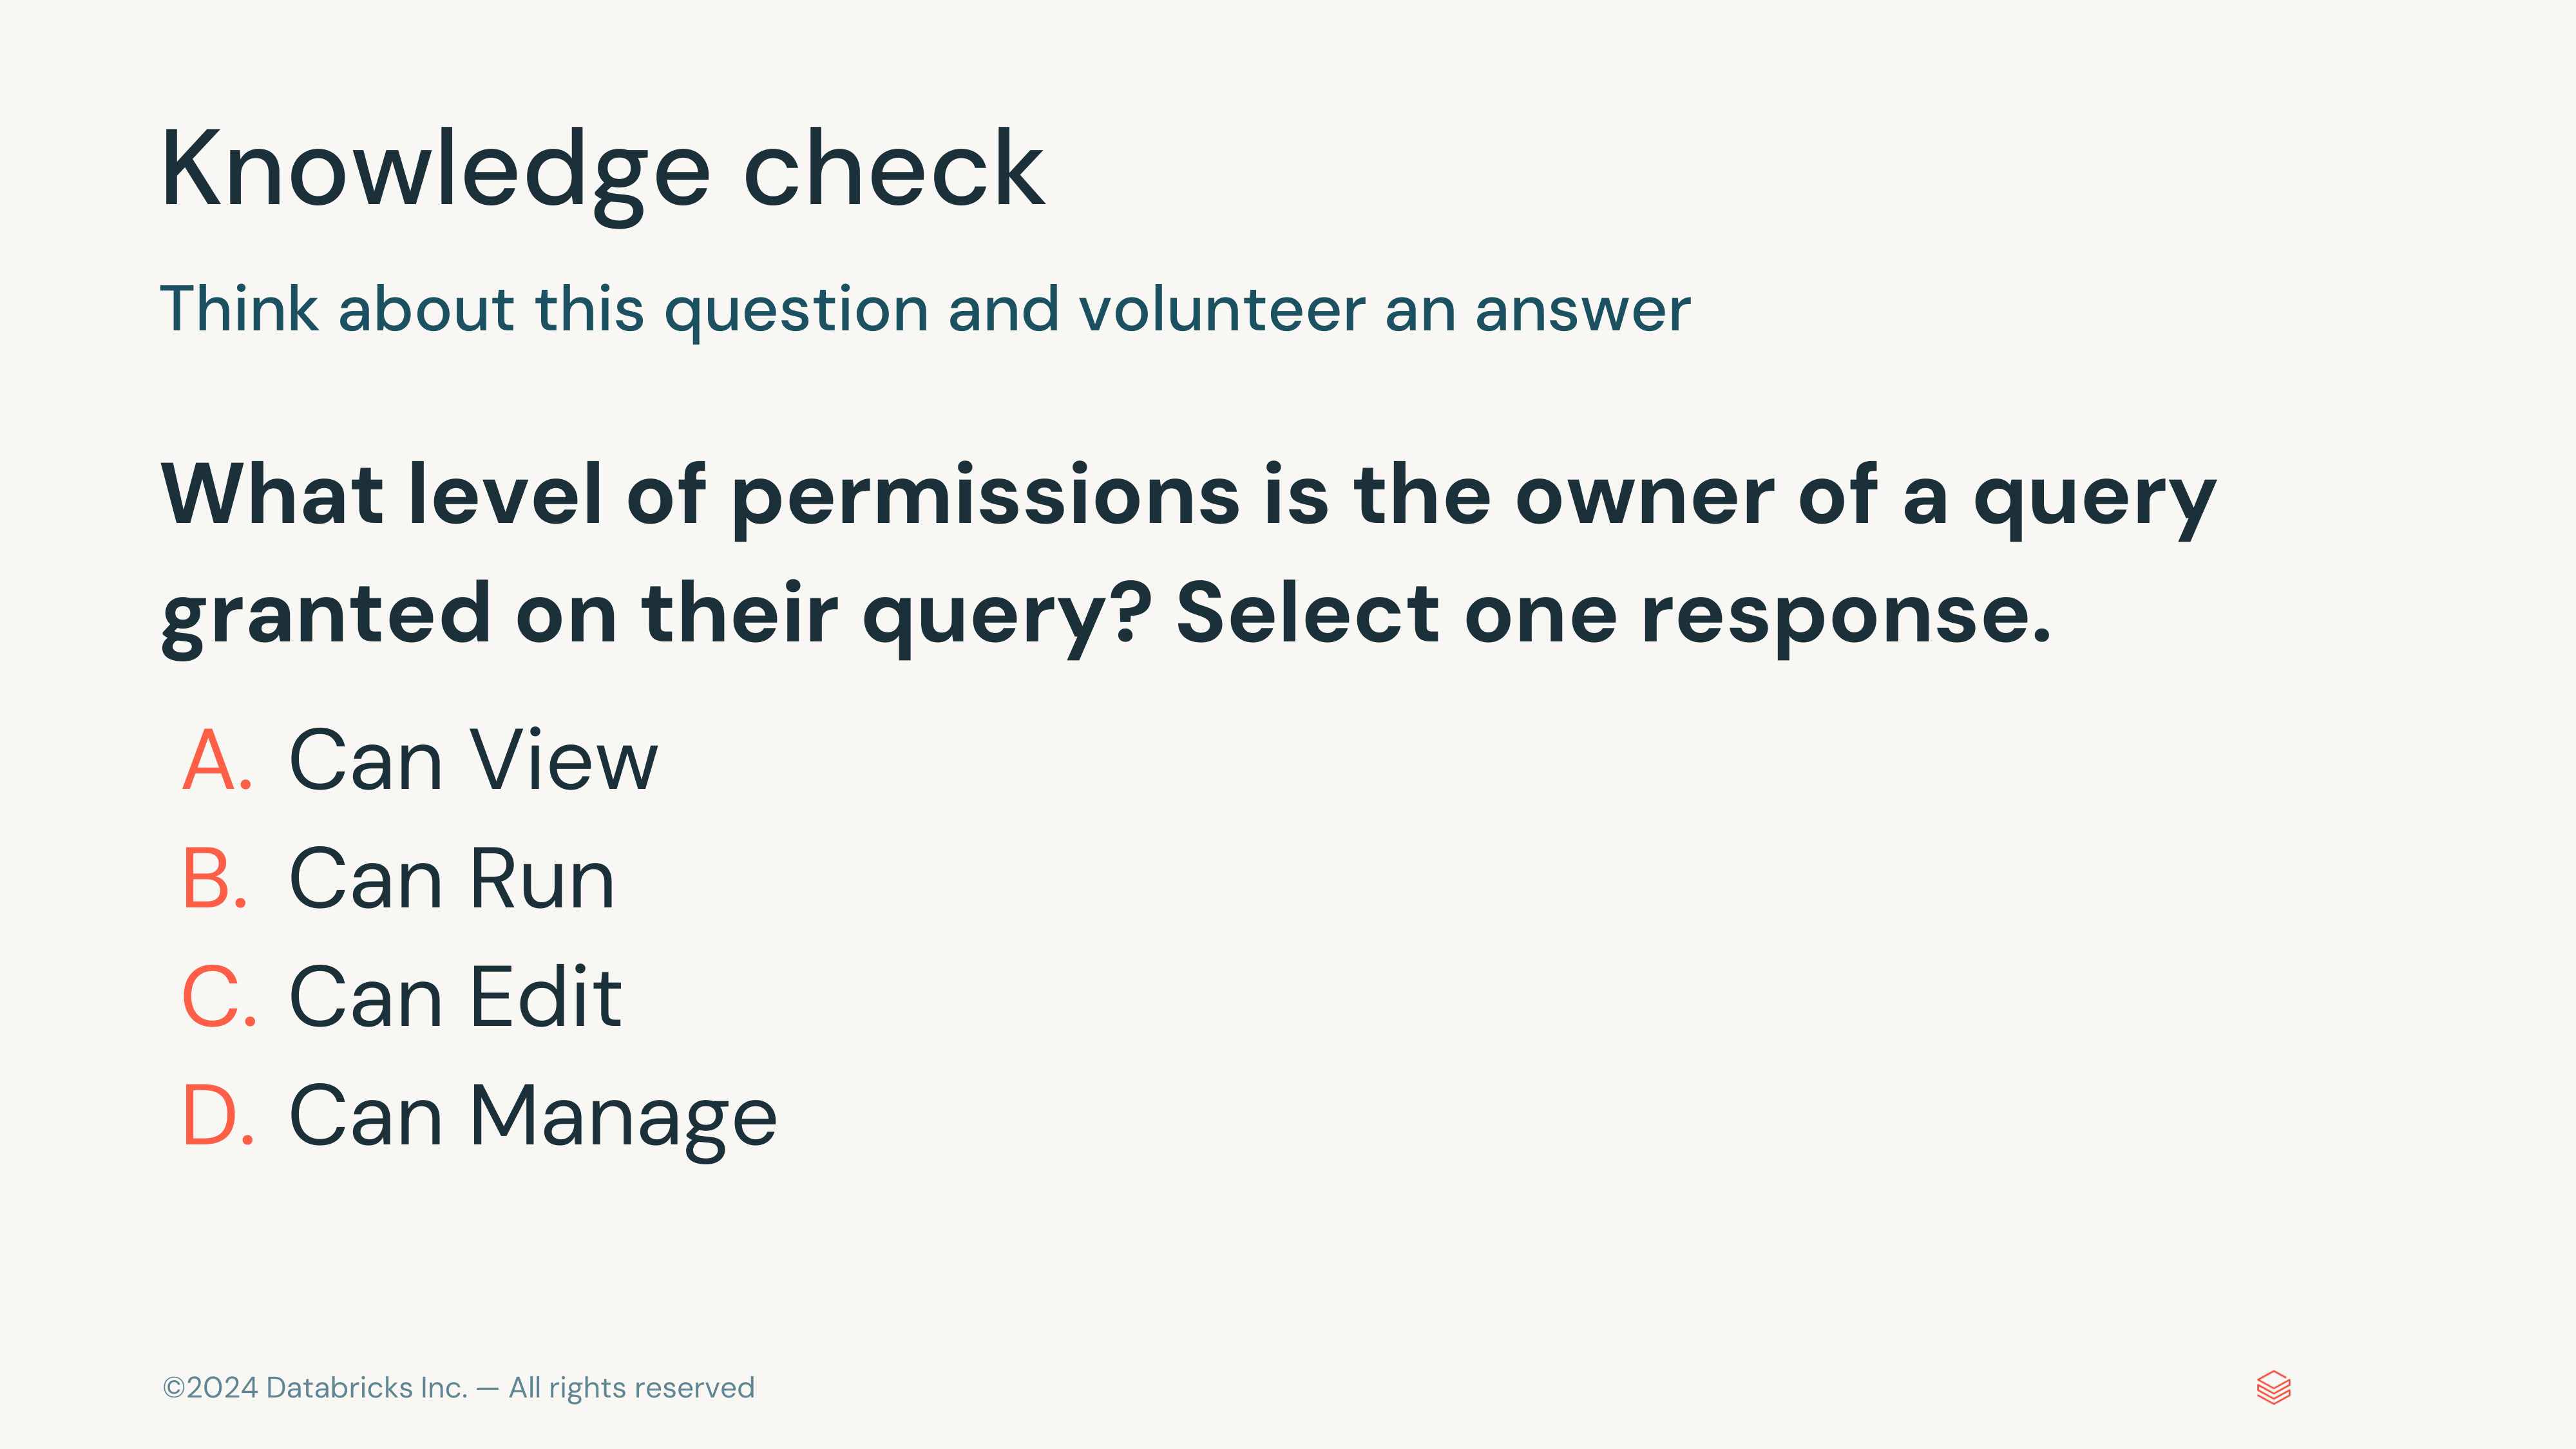 Knowledge check
Think about this question and volunteer an answer
What level of permissions is the owner of a query
granted on their query? Select one response.
A. Can View
B. Can Run
C. Can Edit
D. Can Manage
©2024 Databricks Inc. — All rights reserved